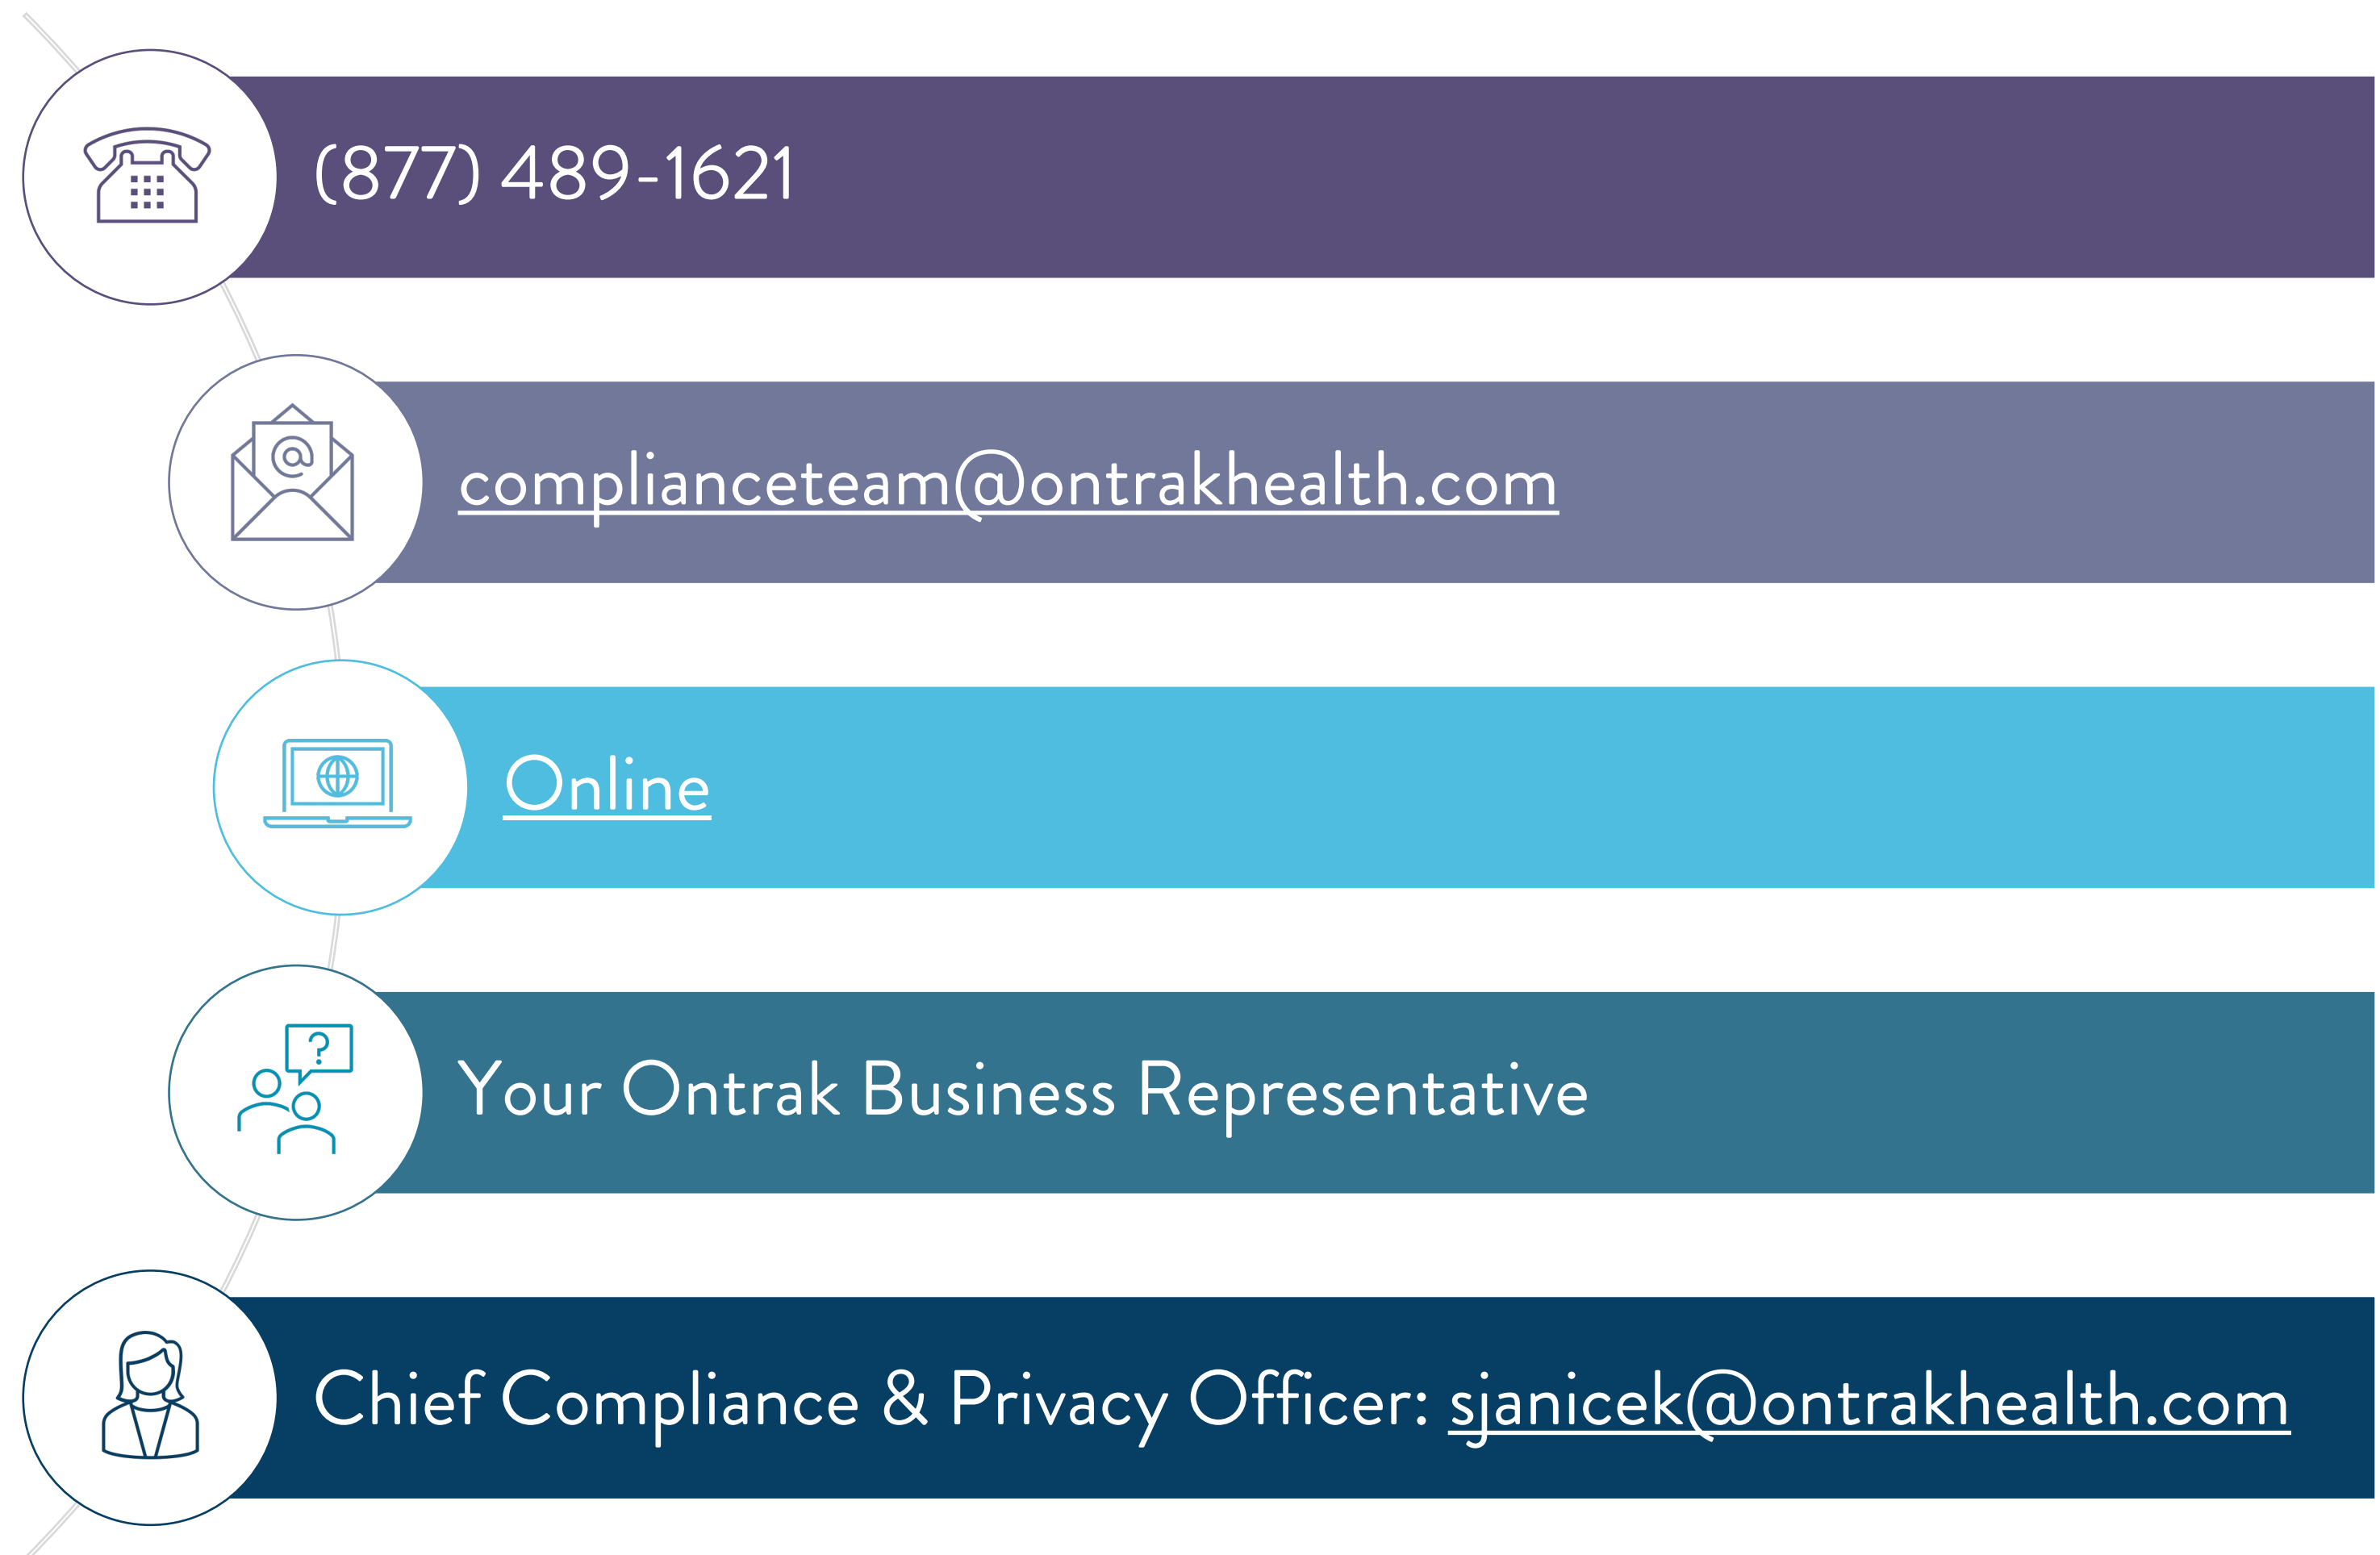 (877) 489-1621
@
complianceteam@ontrakhealth.com
Online
?
Your Ontrak Business Representative
Chief Compliance & Privacy Officer: sjanicek@ontrakhealth.com